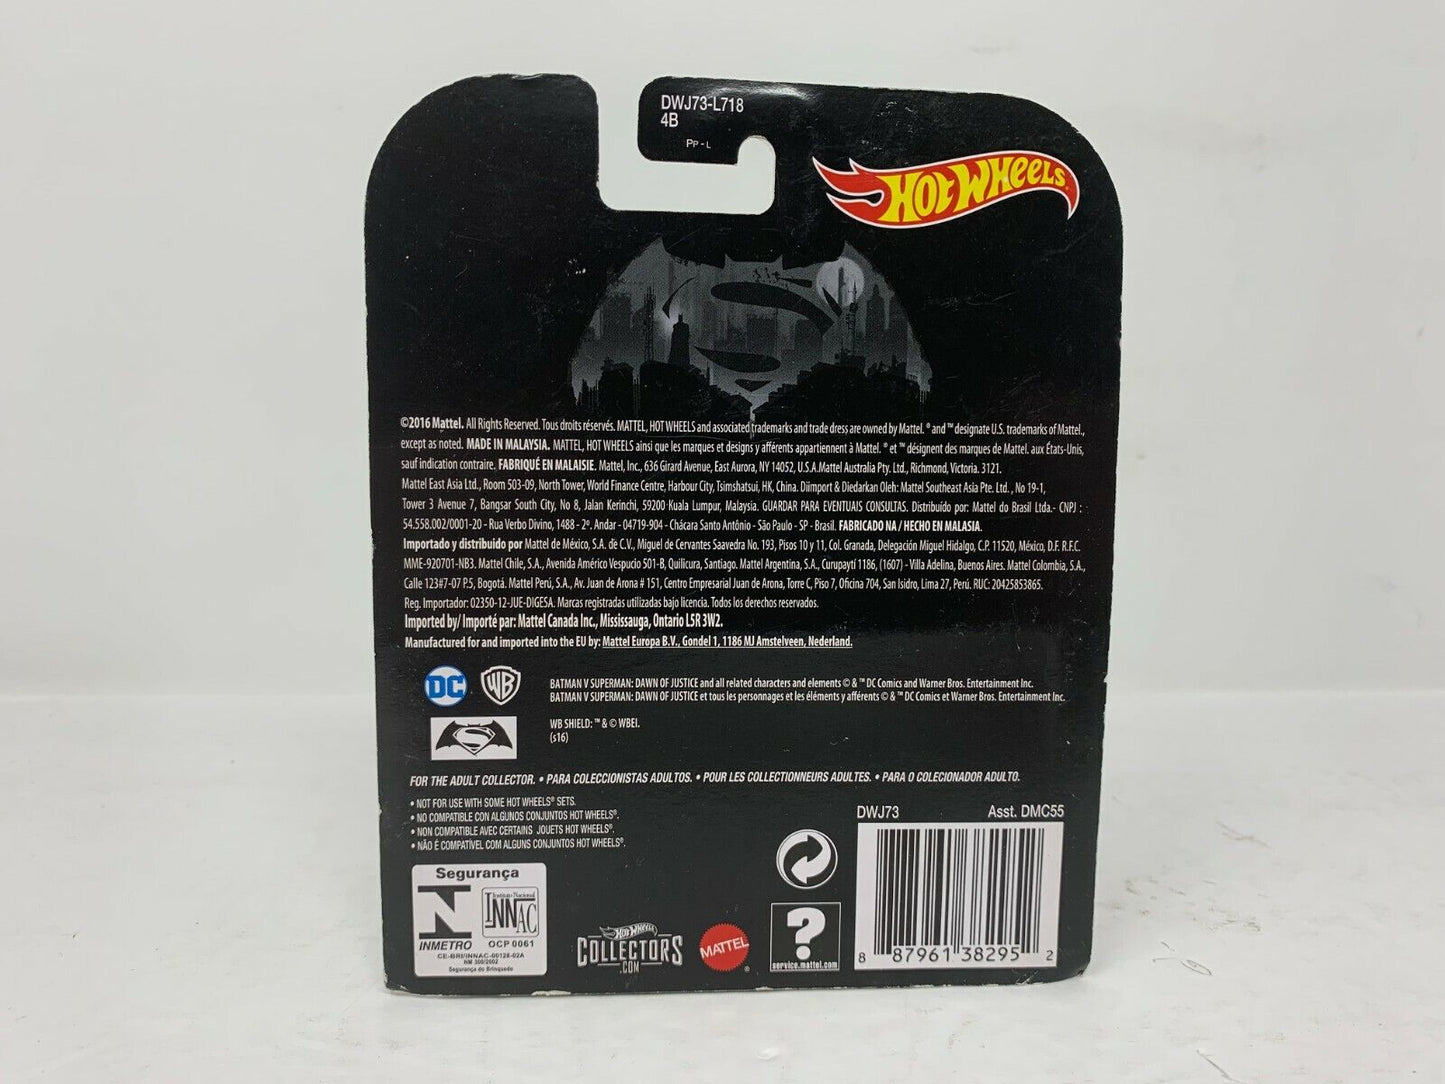 DWJ73-L718
4B
PP - L
HOT WHEELS
©2016 Mattel. All Rights Reserved. Tous droits réservés. MATTEL, HOT WHEELS and associated trademarks and trade dress are owned by Mattel. ® and ™ designate U.S. trademarks of Mattel.,
except as noted. MADE IN MALAYSIA. MATTEL, HOT WHEELS ainsi que les marques et designs y afférents appartiennent à Mattel. ® et ™ désignent des marques de Mattel. aux États-Unis,
sauf indication contraire. FABRIQUÉ EN MALAISIE. Mattel, Inc., 636 Girard Avenue, East Aurora, NY 14052, U.S.A.Mattel Australia Pty. Ltd., Richmond, Victoria. 3121.
Mattel East Asia Ltd., Room 503-09, North Tower, World Finance Centre, Harbour City, Tsimshatsui, HK, China. Diimport & Diedarkan Oleh: Mattel Southeast Asia Pte. Ltd. , No 19-1,
Tower 3 Avenue 7, Bangsar South City, No 8, Jalan Kerinchi, 59200 Kuala Lumpur, Malaysia. GUARDAR PARA EVENTUAIS CONSULTAS. Distribuído por: Mattel do Brasil Ltda.- CNPJ :
54.558.002/0001-20 - Rua Verbo Divino, 1488 - 2º. Andar - 04719-904 - Chácara Santo Antônio - São Paulo - SP - Brasil. FABRICADO NA / HECHO EN MALASIA.
Importado y distribuido por Mattel de México, S.A. de C.V., Miguel de Cervantes Saavedra No. 193, Pisos 10 y 11, Col. Granada, Delegación Miguel Hidalgo, C.P. 11520, México, D.F. R.F.C.
MME-920701-NB3. Mattel Chile, S.A., Avenida Américo Vespucio 501-B, Quilicura, Santiago. Mattel Argentina, S.A., Curupaytí 1186, (1607) - Villa Adelina, Buenos Aires. Mattel Colombia, S.A.,
Calle 123#7-07 P.5, Bogotá. Mattel Perú, S.A., Av. Juan de Arona # 151, Centro Empresarial Juan de Arona, Torre C, Piso 7, Oficina 704, San Isidro, Lima 27, Perú. RUC: 20425853865.
Reg. Importador: 02350-12-JUE-DIGESA. Marcas registradas utilizadas bajo licencia. Todos los derechos reservados.
Imported by/ Importé par: Mattel Canada Inc., Mississauga, Ontario L5R 3W2.
Manufactured for and imported into the EU by: Mattel Europa B.V., Gondel 1, 1186 MJ Amstelveen, Nederland.
DC
WB
BATMAN V SUPERMAN: DAWN OF JUSTICE and all related characters and elements © & ™ DC Comics and Warner Bros. Entertainment Inc.
BATMAN V SUPERMAN: DAWN OF JUSTICE et tous les personnages et les éléments y afférents © & ™ DC Comics et Warner Bros. Entertainment Inc.
WB SHIELD: ™ & © WBEI.
(s16)
FOR THE ADULT COLLECTOR. • PARA COLECCIONISTAS ADULTOS. • POUR LES COLLECTIONNEURS ADULTES. • PARA O COLECIONADOR ADULTO.
• NOT FOR USE WITH SOME HOT WHEELS® SETS.
• NO COMPATIBLE CON ALGUNOS CONJUNTOS HOT WHEELS®.
• NON COMPATIBLE AVEC CERTAINS JOUETS HOT WHEELS®.
• NÃO É COMPATÍVEL COM ALGUNS CONJUNTOS HOT WHEELS®.
DWJ73 Asst. DMC55
Segurança
Instituto Nacional
INNAC
INMETRO OCP 0061
CE-BRI/INNAC-00128-02A
NM 300/2002
Segurança do Brinquedo
HOT WHEELS
COLLECTORS
.COM
MATTEL
®
?
service.mattel.com
8 87961 38295 2